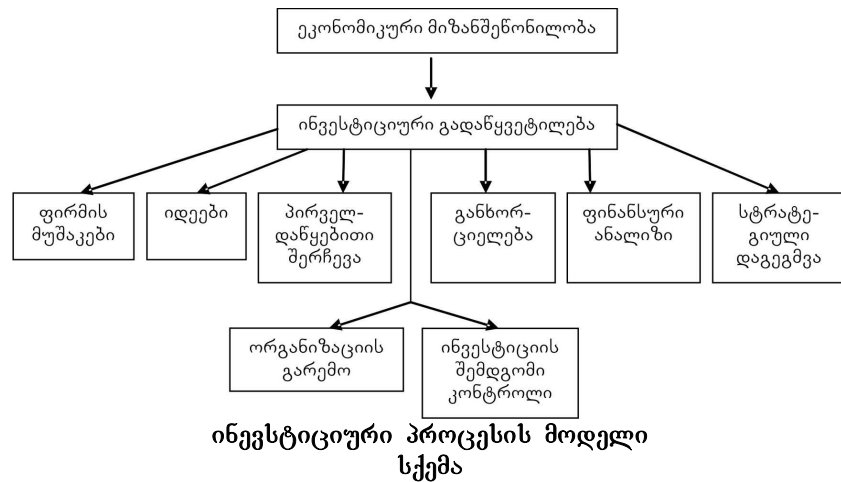 ეკონომიკური მიზანშეწონილობა
ინვესტიციური გადაწყვეტილება
ფირმის
მუშაკები
იდეები
პირველ-
დაწყებითი
შერჩევა
განხორ-
ციელება
ფინანსური
ანალიზი
სტრატე-
გიული
დაგეგმვა
ორგანიზაციის
გარემო
ინვესტიციის
შემდგომი
კონტროლი
ინევსტიციური პროცესის მოდელი
სქემა